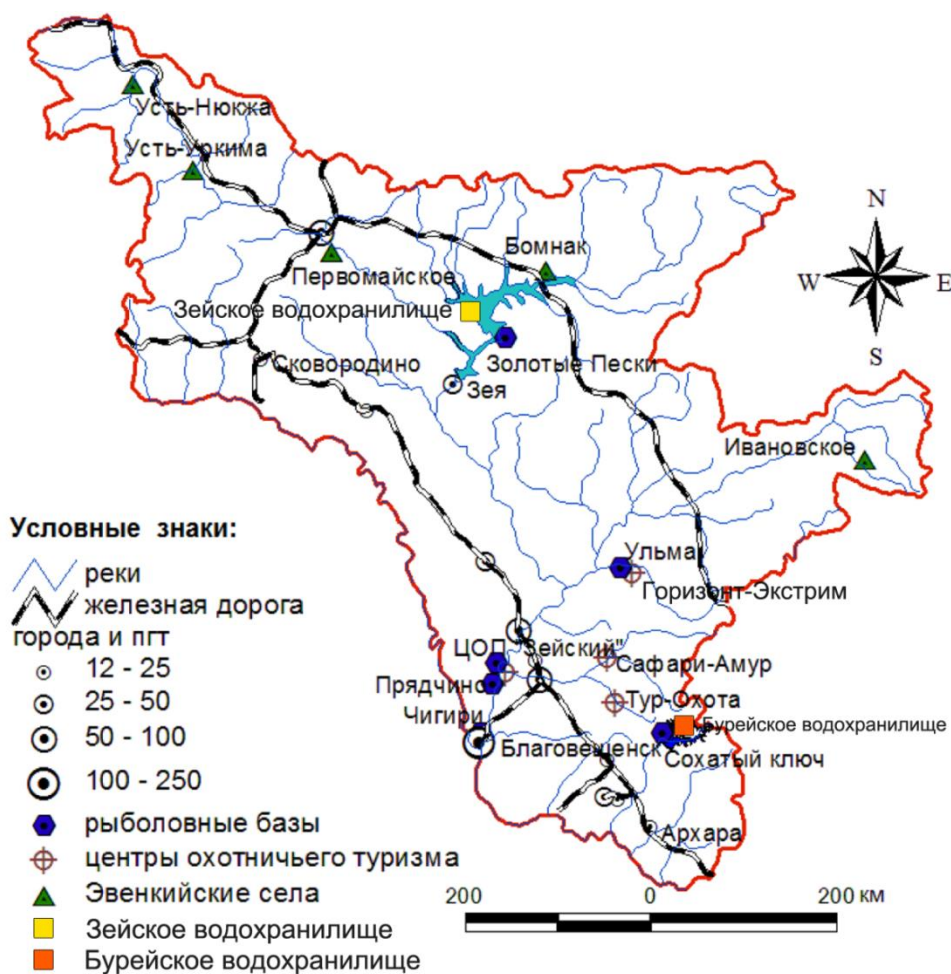 Усть-Нюкжа
Усть-Уркима
N
Бомнак
W
E
Первомайское
Зейское водохранилище
S
Сковородино
Золотые Пески
Зея
Ивановское
Условные знаки:
реки
железная дорога
города и пгт
12 - 25
25 - 50
50 - 100
100 - 250
рыболовные базы
центры охотничьего туризма
Эвенкийские села
Зейское водохранилище
Бурейское водохранилище
Ульма
Горизонт-Экстрим
ЦОП "Зейский"
Сафари-Амур
Прядчино
Тур-Охота
Чигири
Бурейское водохранилище
Благовещенск
Сохатый ключ
Архара
200 0 200 км